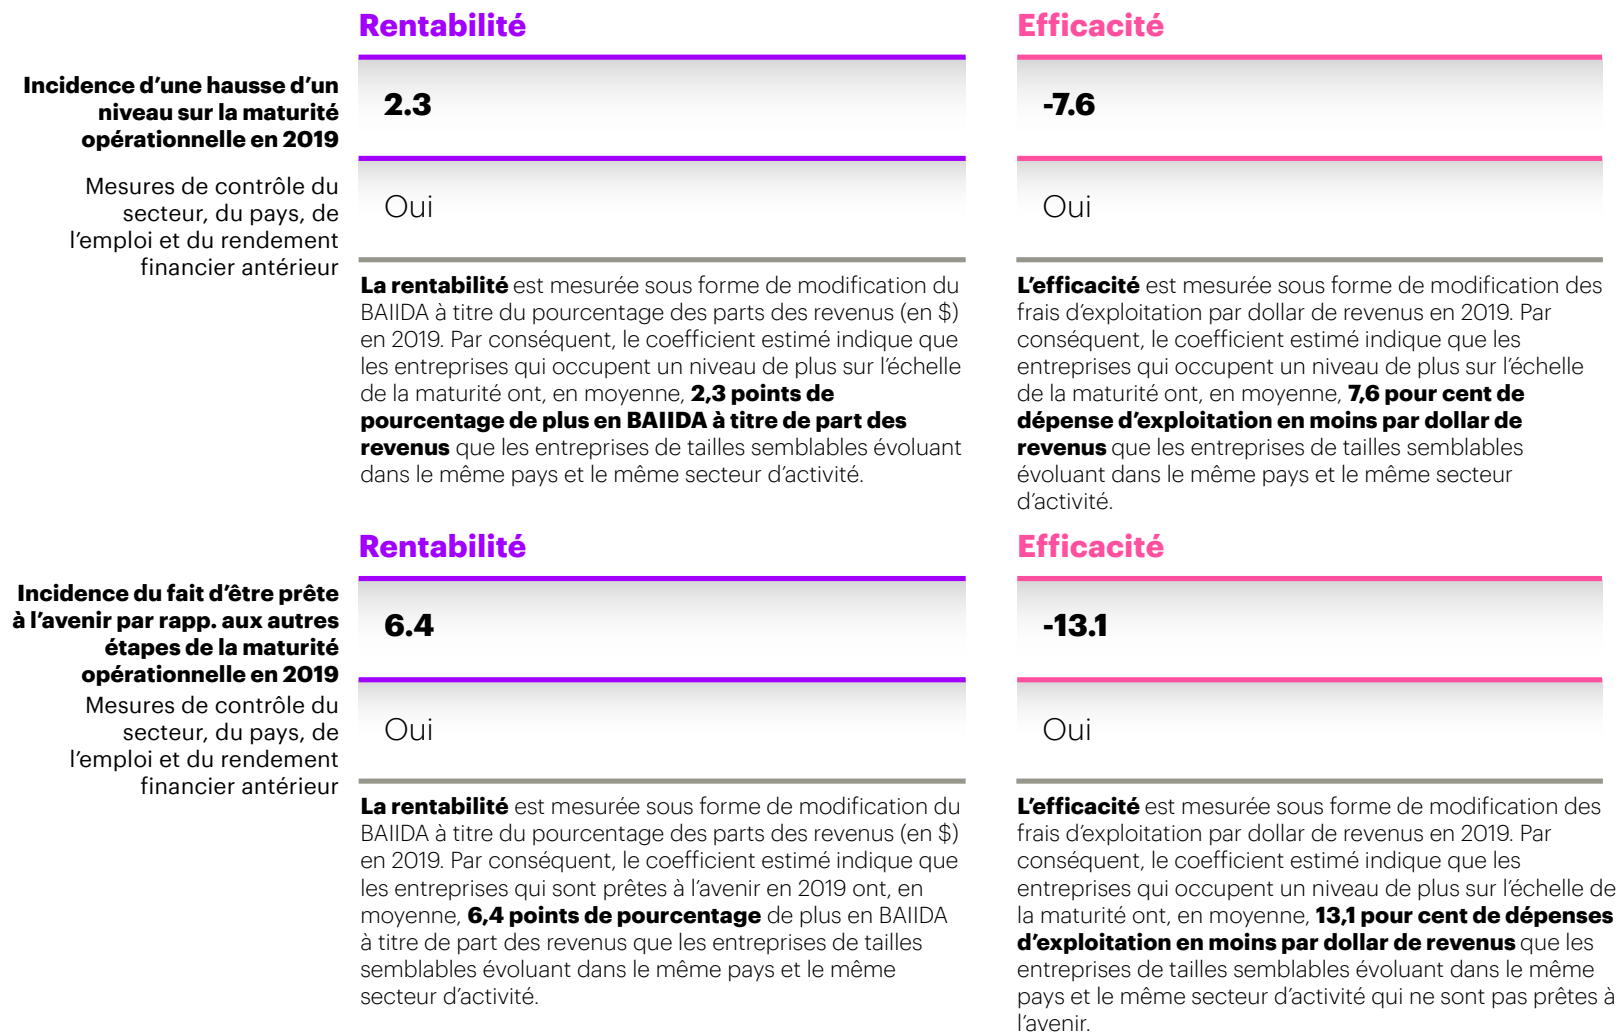 Rentabilité
Efficacité
Incidence d’une hausse d’un
niveau sur la maturité
opérationnelle en 2019
2.3
-7.6
Mesures de contrôle du
secteur, du pays, de
l’emploi et du rendement
financier antérieur
Oui
Oui
La rentabilité est mesurée sous forme de modification du
BAIIDA à titre du pourcentage des parts des revenus (en $)
en 2019. Par conséquent, le coefficient estimé indique que
les entreprises qui occupent un niveau de plus sur l’échelle
de la maturité ont, en moyenne, 2,3 points de
pourcentage de plus en BAIIDA à titre de part des
revenus que les entreprises de tailles semblables évoluant
dans le même pays et le même secteur d’activité.
L’efficacité est mesurée sous forme de modification des
frais d’exploitation par dollar de revenus en 2019. Par
conséquent, le coefficient estimé indique que les
entreprises qui occupent un niveau de plus sur l’échelle
de la maturité ont, en moyenne, 7,6 pour cent de
dépense d’exploitation en moins par dollar de
revenus que les entreprises de tailles semblables
évoluant dans le même pays et le même secteur
d’activité.
Rentabilité
Efficacité
Incidence du fait d’être prête
à l’avenir par rapp. aux autres
étapes de la maturité
opérationnelle en 2019
6.4
-13.1
Mesures de contrôle du
secteur, du pays, de
l’emploi et du rendement
financier antérieur
Oui
Oui
La rentabilité est mesurée sous forme de modification du
BAIIDA à titre du pourcentage des parts des revenus (en $)
en 2019. Par conséquent, le coefficient estimé indique que
les entreprises qui sont prêtes à l’avenir en 2019 ont, en
moyenne, 6,4 points de pourcentage de plus en BAIIDA
à titre de part des revenus que les entreprises de tailles
semblables évoluant dans le même pays et le même
secteur d’activité.
L’efficacité est mesurée sous forme de modification des
frais d’exploitation par dollar de revenus en 2019. Par
conséquent, le coefficient estimé indique que les
entreprises qui occupent un niveau de plus sur l’échelle de
la maturité ont, en moyenne, 13,1 pour cent de dépenses
d’exploitation en moins par dollar de revenus que les
entreprises de tailles semblables évoluant dans le même
pays et le même secteur d’activité qui ne sont pas prêtes à
l’avenir.